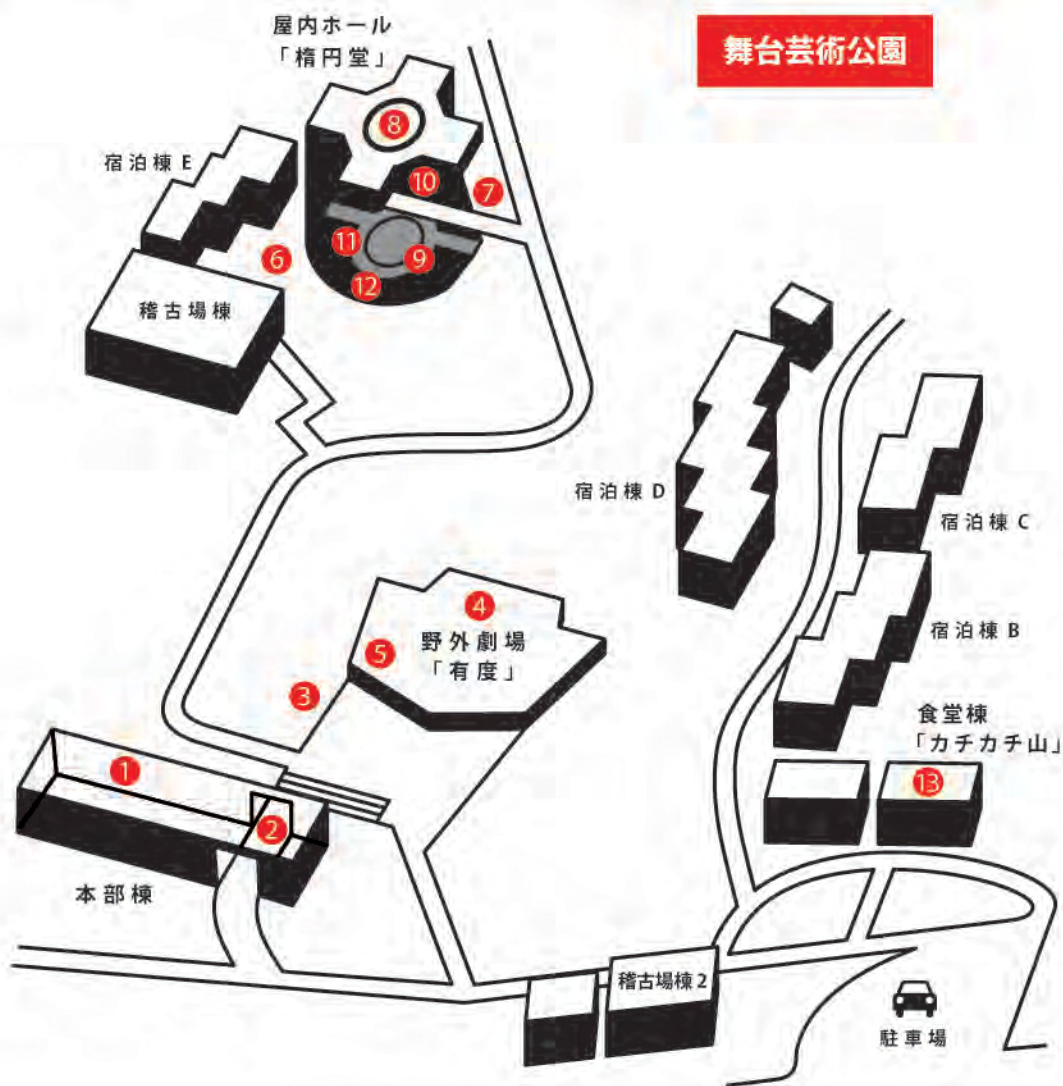 舞台芸術公園
屋内ホール
「楕円堂」
8
宿泊棟 E
10
7
11
9
6
12
稽古場棟
宿泊棟 D
宿泊棟 C
4
野外劇場
「有度」
5
宿泊棟 B
3
食堂棟
「カチカチ山」
1
13
2
本部棟
稽古場棟 2
駐車場